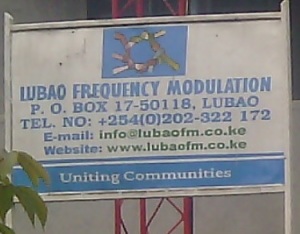 LUBAO FREQUENCY MODULATION
P. O. BOX 17-50118, LUBAO
TEL. NO: +254(0)202-322 172
E-mail: info@lubaofm.co.ke
Website: www.lubaofm.co.ke
Uniting Communities